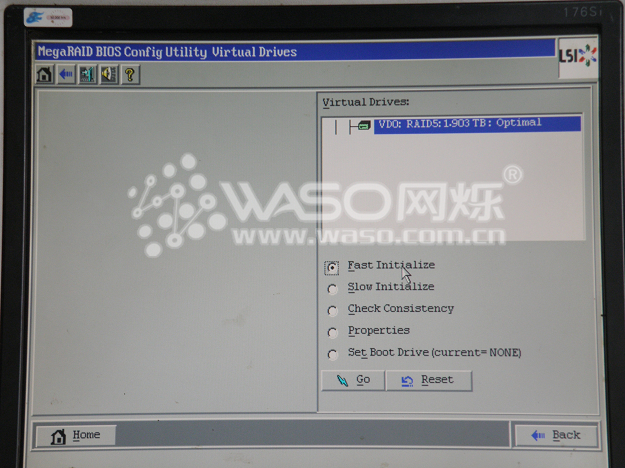 176Si
MegaRAID BIOS Config Utility Virtual Drives
LSI
Virtual Drives:
VD0: RAID5: 1.903 TB: Optimal
WASO网烁®
www.waso.com.cn
Fast Initialize
Slow Initialize
Check Consistency
Properties
Set Boot Drive (current= NONE)
Go
Reset
Home
Back